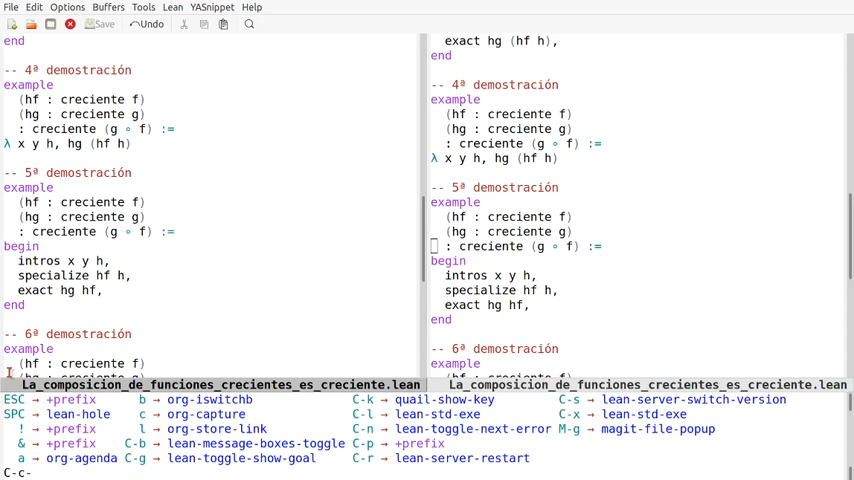 File Edit Options Buffers Tools Lean YASnippet Help
Save Undo
end
-- 4ª demostración
example
(hf : creciente f)
(hg : creciente g)
: creciente (g ∘ f) :=
λ x y h, hg (hf h)
-- 5ª demostración
example
(hf : creciente f)
(hg : creciente g)
: creciente (g ∘ f) :=
begin
intros x y h,
specialize hf h,
exact hg hf,
end
-- 6ª demostración
example
(hf : creciente f)
(hg : creciente g)
La_composicion_de_funciones_crecientes_es_creciente.lean
exact hg (hf h),
end
-- 4ª demostración
example
(hf : creciente f)
(hg : creciente g)
: creciente (g ∘ f) :=
λ x y h, hg (hf h)
-- 5ª demostración
example
(hf : creciente f)
(hg : creciente g)
: creciente (g ∘ f) :=
begin
intros x y h,
specialize hf h,
exact hg hf,
end
-- 6ª demostración
example
La_composicion_de_funciones_crecientes_es_creciente.lean
ESC → +prefix b → org-iswitchb C-k → quail-show-key C-s → lean-server-switch-version
SPC → lean-hole c → org-capture C-l → lean-std-exe C-x → lean-std-exe
! → +prefix l → org-store-link C-n → lean-toggle-next-error M-g → magit-file-popup
& → +prefix C-b → lean-message-boxes-toggle C-p → +prefix
a → org-agenda C-g → lean-toggle-show-goal C-r → lean-server-restart
C-c-